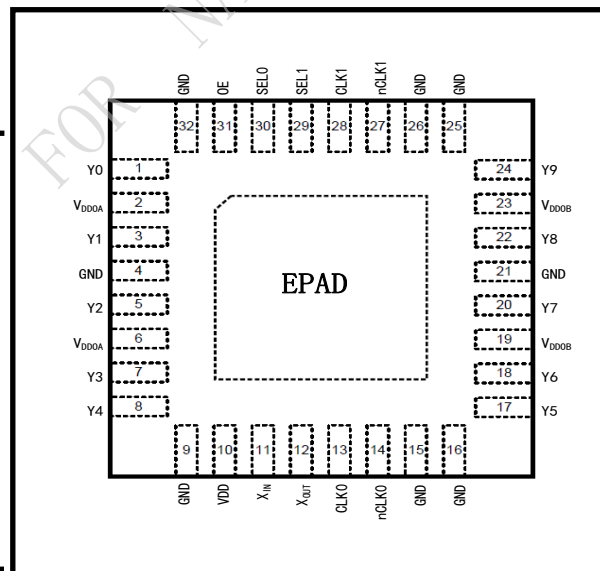 FOR NA
GND OE SEL0 SEL1 CLK1 nCLK1 GND GND
32 31 30 29 28 27 26 25
Y0 1 24 Y9
VDDOA 2 23 VDDOB
Y1 3 22 Y8
GND 4 21 GND
EPAD
Y2 5 20 Y7
VDDOA 6 19 VDDOB
Y3 7 18 Y6
Y4 8 17 Y5
9 10 11 12 13 14 15 16
GND VDD XIN XOUT CLK0 nCLK0 GND GND